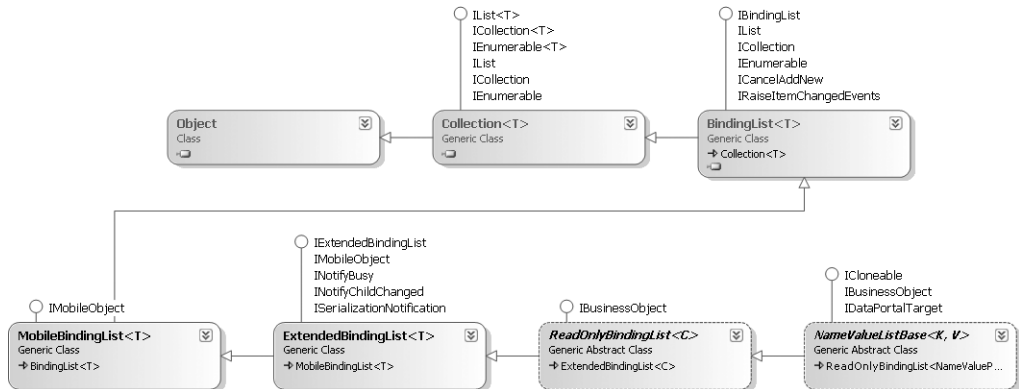 IList<T>
ICollection<T>
IEnumerable<T>
IList
ICollection
IEnumerable
IBindingList
IList
ICollection
IEnumerable
ICancelAddNew
IRaiseItemChangedEvents
Object
Class
Collection<T>
Generic Class
BindingList<T>
Generic Class
Collection<T>
IMobileObject
IExtendedBindingList
IMobileObject
INotifyBusy
INotifyChildChanged
ISerializationNotification
IBusinessObject
ICloneable
IBusinessObject
IDataPortalTarget
MobileBindingList<T>
Generic Class
BindingList<T>
ExtendedBindingList<T>
Generic Class
MobileBindingList<T>
ReadOnlyBindingList<C>
Generic Abstract Class
ExtendedBindingList<C>
NameValueListBase<K, V>
Generic Abstract Class
ReadOnlyBindingList<NameValueP...